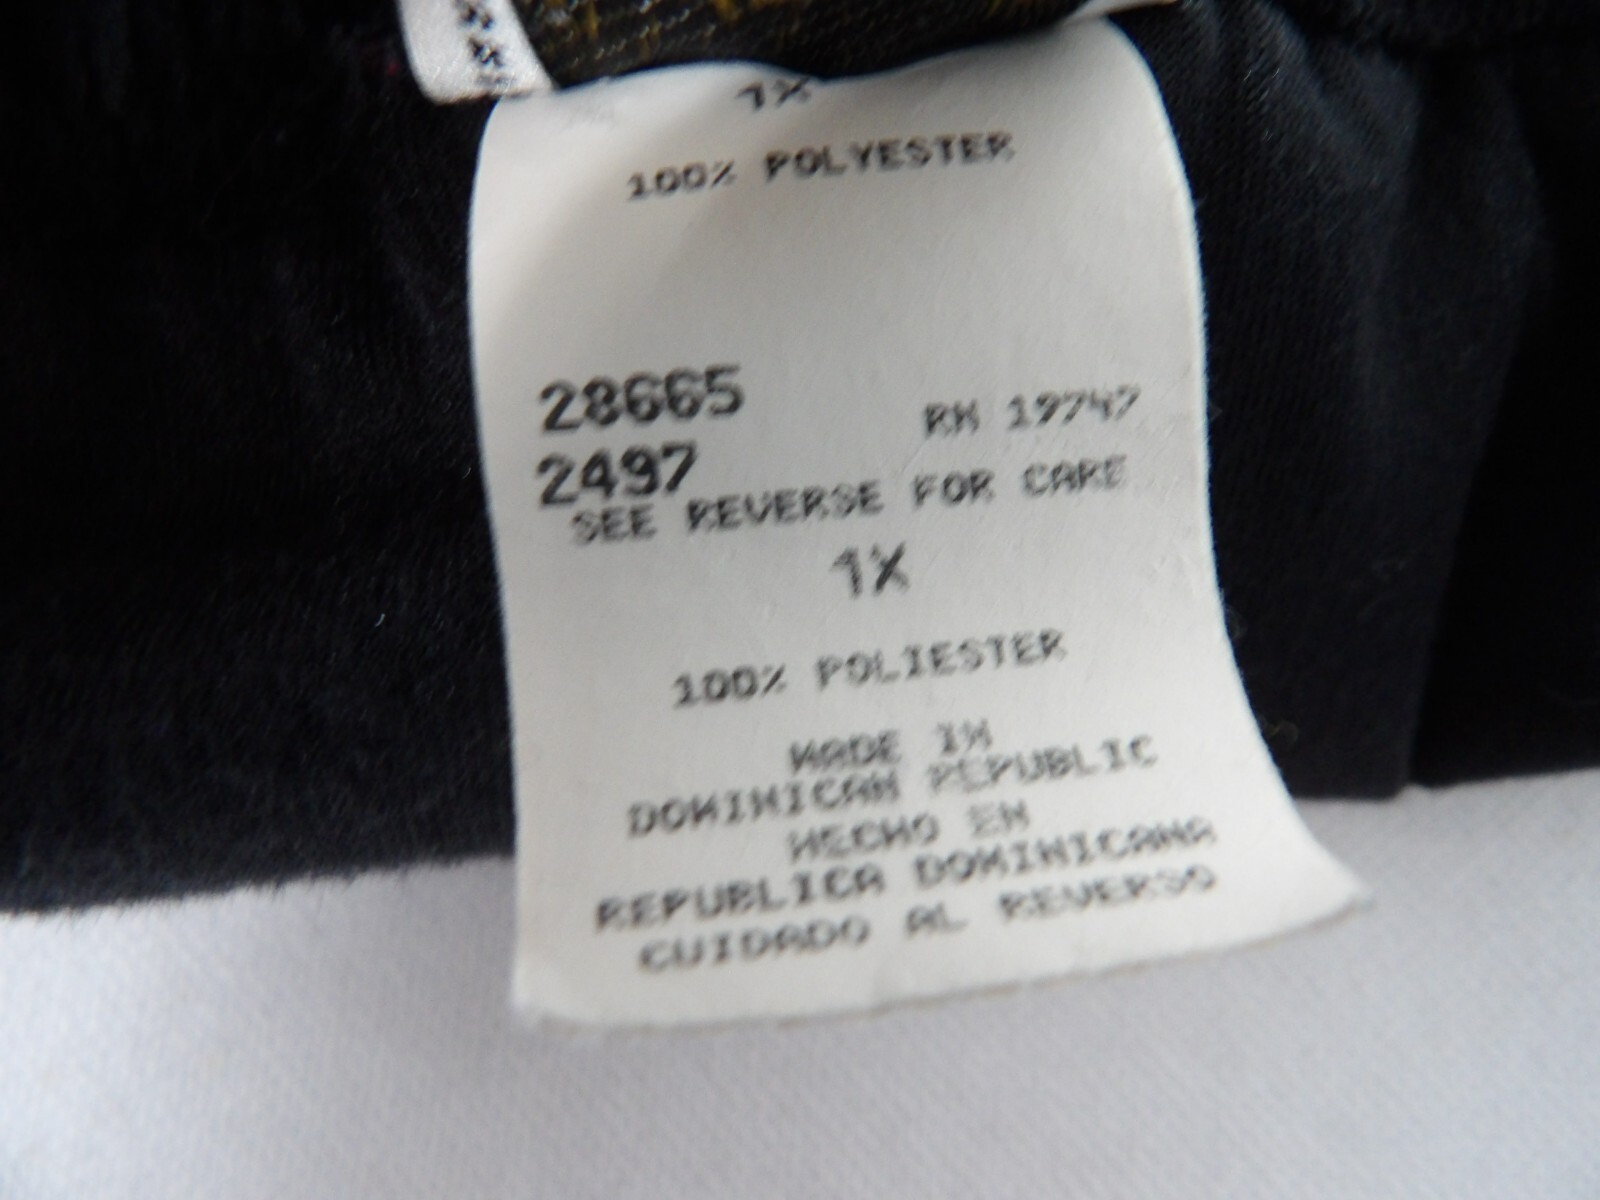 1X
100% POLYESTER
28665
RN 19747
2497
SEE REVERSE FOR CARE
1X
100% POLIESTER
MADE IN
DOMINICAN REPUBLIC
HECHO EN
REPUBLICA DOMINICANA
CUIDADO AL REVERSO